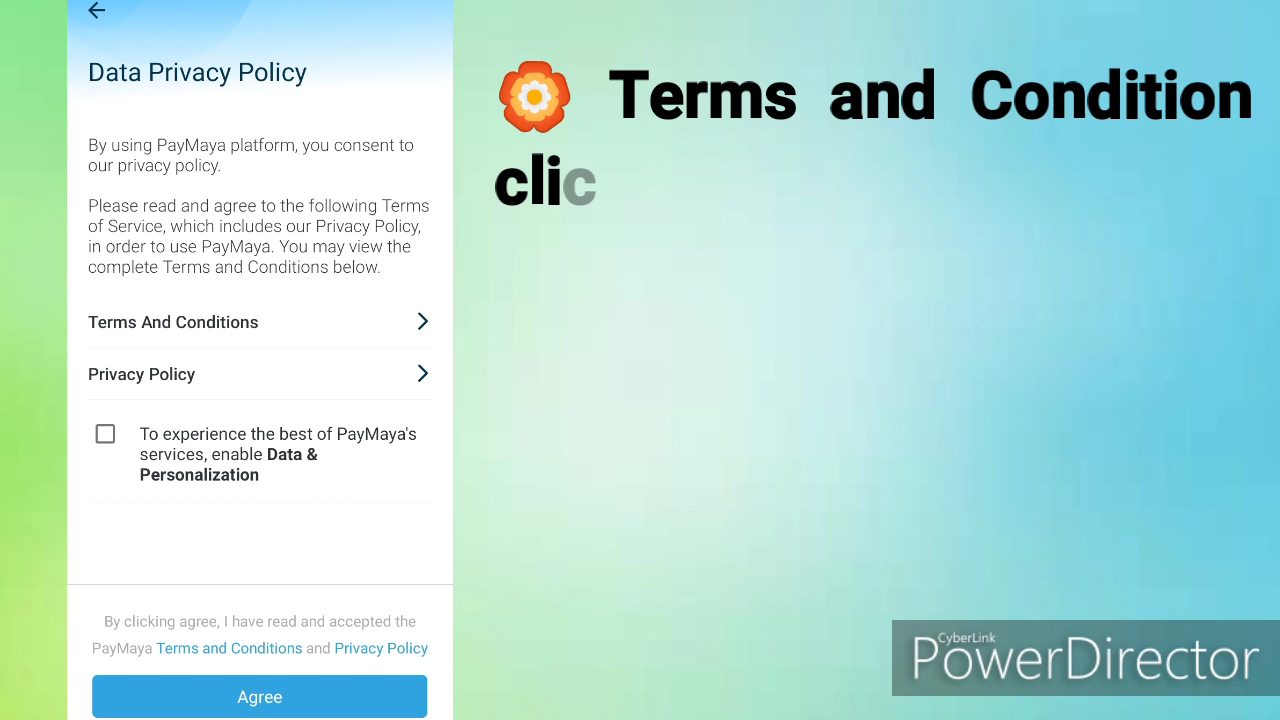 Data Privacy Policy
By using PayMaya platform, you consent to
our privacy policy.
Please read and agree to the following Terms
of Service, which includes our Privacy Policy,
in order to use PayMaya. You may view the
complete Terms and Conditions below.
Terms And Conditions
Privacy Policy
To experience the best of PayMaya's
services, enable Data &
Personalization
By clicking agree, I have read and accepted the
PayMaya Terms and Conditions and Privacy Policy
Agree
Terms and Condition
clic
CyberLink
PowerDirector